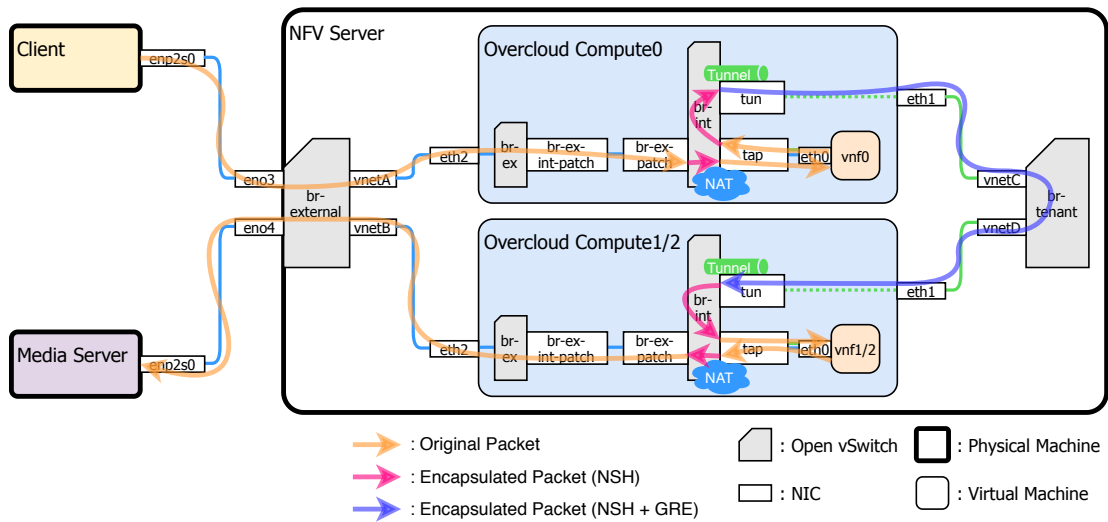 NFV Server
Client
enp2s0
Overcloud Compute0
Tunnel
tun
br-
int
eth1
br-
ex
br-ex-
int-patch
br-ex-
patch
tap
eth0
vnf0
NAT
eth2
eno3
vnetA
br-
external
eno4
vnetB
vnetC
br-
tenant
vnetD
Overcloud Compute1/2
Tunnel
tun
br-
int
eth1
Media Server
enp2s0
eth2
br-
ex
br-ex-
int-patch
br-ex-
patch
tap
eth0
vnf1/2
NAT
: Original Packet
: Open vSwitch
: Physical Machine
: Encapsulated Packet (NSH)
: NIC
: Virtual Machine
: Encapsulated Packet (NSH + GRE)